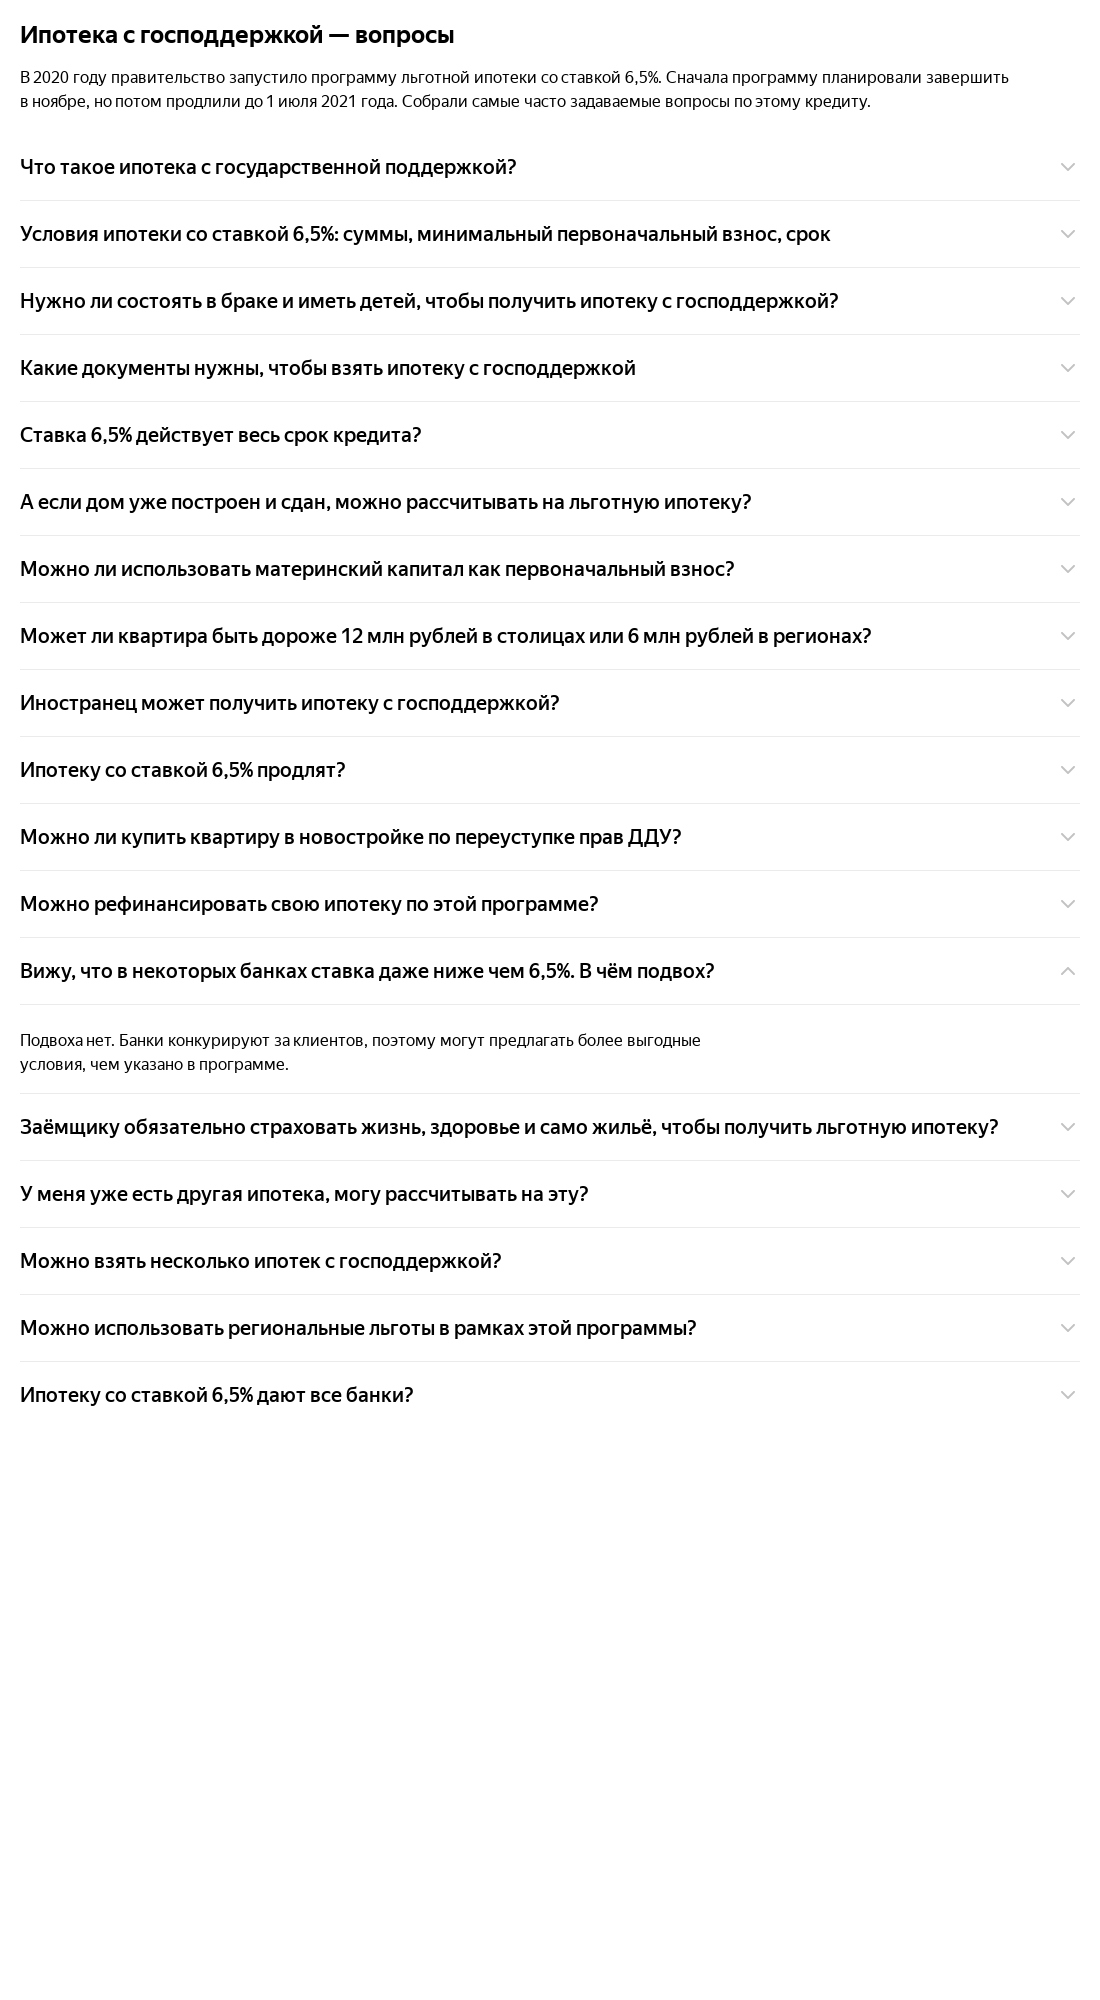 Ипотека с господдержкой — вопросы
В 2020 году правительство запустило программу льготной ипотеки со ставкой 6,5%. Сначала программу планировали завершить
в ноябре, но потом продлили до 1 июля 2021 года. Собрали самые часто задаваемые вопросы по этому кредиту.
Что такое ипотека с государственной поддержкой?
Условия ипотеки со ставкой 6,5%: суммы, минимальный первоначальный взнос, срок
Нужно ли состоять в браке и иметь детей, чтобы получить ипотеку с господдержкой?
Какие документы нужны, чтобы взять ипотеку с господдержкой
Ставка 6,5% действует весь срок кредита?
А если дом уже построен и сдан, можно рассчитывать на льготную ипотеку?
Можно ли использовать материнский капитал как первоначальный взнос?
Может ли квартира быть дороже 12 млн рублей в столицах или 6 млн рублей в регионах?
Иностранец может получить ипотеку с господдержкой?
Ипотеку со ставкой 6,5% продлят?
Можно ли купить квартиру в новостройке по переуступке прав ДДУ?
Можно рефинансировать свою ипотеку по этой программе?
Вижу, что в некоторых банках ставка даже ниже чем 6,5%. В чём подвох?
Подвоха нет. Банки конкурируют за клиентов, поэтому могут предлагать более выгодные
условия, чем указано в программе.
Заёмщику обязательно страховать жизнь, здоровье и само жильё, чтобы получить льготную ипотеку?
У меня уже есть другая ипотека, могу рассчитывать на эту?
Можно взять несколько ипотек с господдержкой?
Можно использовать региональные льготы в рамках этой программы?
Ипотеку со ставкой 6,5% дают все банки?